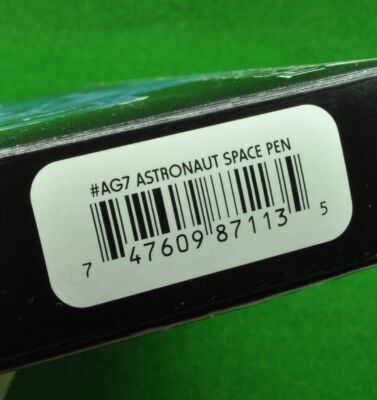 #AG7 ASTRONAUT SPACE PEN
7 47609 87113 5